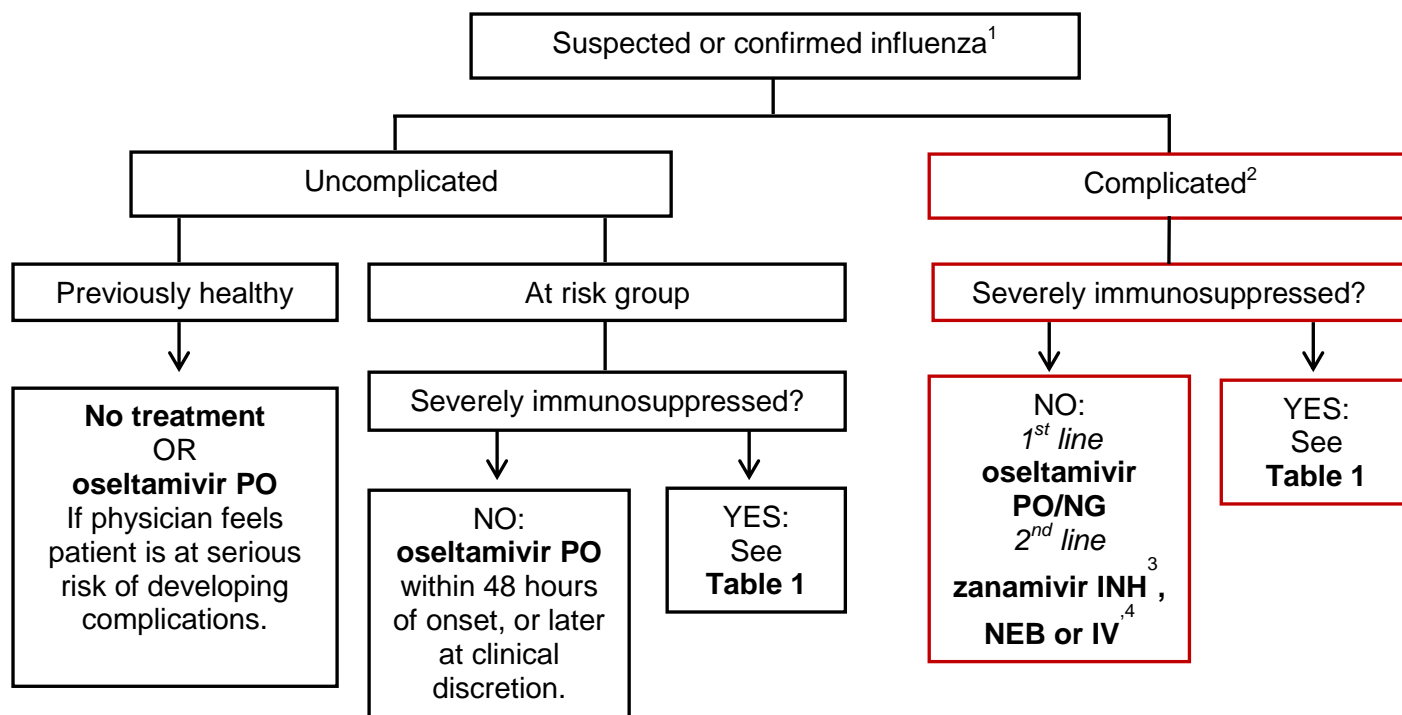 Suspected or confirmed influenza1
Uncomplicated
Complicated2
Previously healthy
At risk group
Severely immunosuppressed?
No treatment
OR
oseltamivir PO
If physician feels
patient is at serious
risk of developing
complications.
Severely immunosuppressed?
NO:
oseltamivir PO
within 48 hours
of onset, or later
at clinical
discretion.
YES:
See
Table 1
NO:
1st line
oseltamivir
PO/NG
2nd line
zanamivir INH3,
NEB or IV,4
YES:
See
Table 1